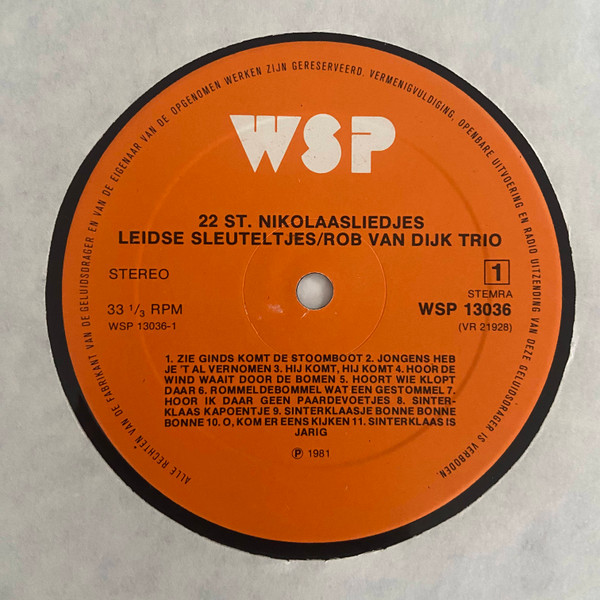 ALLE RECHTEN VAN DE FABRIKANT VAN DE GELUIDSDRAGER EN VAN DE EIGENAAR VAN DE OPGENOMEN WERKEN ZIJN GERESERVEERD. VERMENIGVULDIGING, OPENBARE UITVOERING EN RADIO UITZENDING VAN DEZE GELUIDSDRAGER IS VERBODEN.
WSP
22 ST. NIKOLAASLIEDJES
LEIDSE SLEUTELTJES/ROB VAN DIJK TRIO
STEREO
1
STEMRA
33 1/3 RPM
WSP 13036
WSP 13036-1
(VR 21928)
1. ZIE GINDS KOMT DE STOOMBOOT 2. JONGENS HEB
JE 'T AL VERNOMEN 3. HIJ KOMT, HIJ KOMT 4. HOOR DE
WIND WAAIT DOOR DE BOMEN 5. HOORT WIE KLOPT
DAAR 6. ROMMELDEBOMMEL WAT EEN GESTOMMEL 7.
HOOR IK DAAR GEEN PAARDEVOETJES 8. SINTER-
KLAAS KAPOENTJE 9. SINTERKLAASJE BONNE BONNE
BONNE 10. O, KOM ER EENS KIJKEN 11. SINTERKLAAS IS
JARIG
℗ 1981